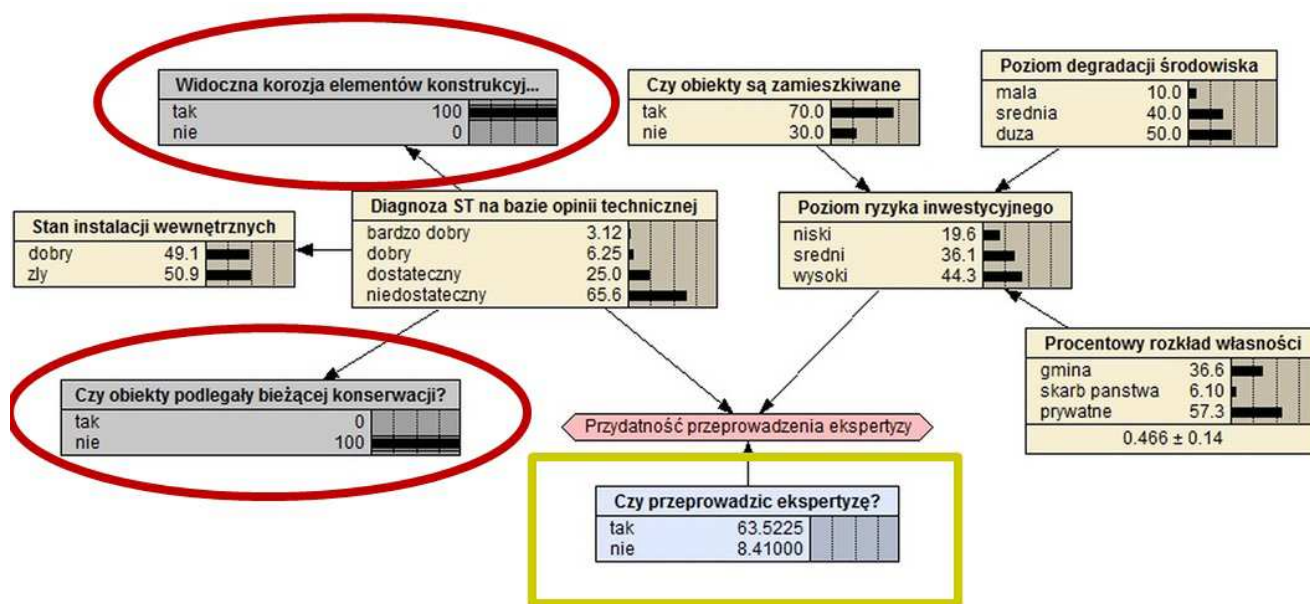 Widoczna korozja elementów konstrukcyj...
tak 100
nie 0
Czy obiekty są zamieszkiwane
tak 70.0
nie 30.0
Poziom degradacji środowiska
mala 10.0
srednia 40.0
duza 50.0
Stan instalacji wewnętrznych
dobry 49.1
zly 50.9
Diagnoza ST na bazie opinii technicznej
bardzo dobry 3.12
dobry 6.25
dostateczny 25.0
niedostateczny 65.6
Poziom ryzyka inwestycyjnego
niski 19.6
sredni 36.1
wysoki 44.3
Procentowy rozkład własności
gmina 36.6
skarb panstwa 6.10
prywatne 57.3
0.466 ± 0.14
Czy obiekty podlegały bieżącej konserwacji?
tak 0
nie 100
Przydatność przeprowadzenia ekspertyzy
Czy przeprowadzic ekspertyzę?
tak 63.5225
nie 8.41000